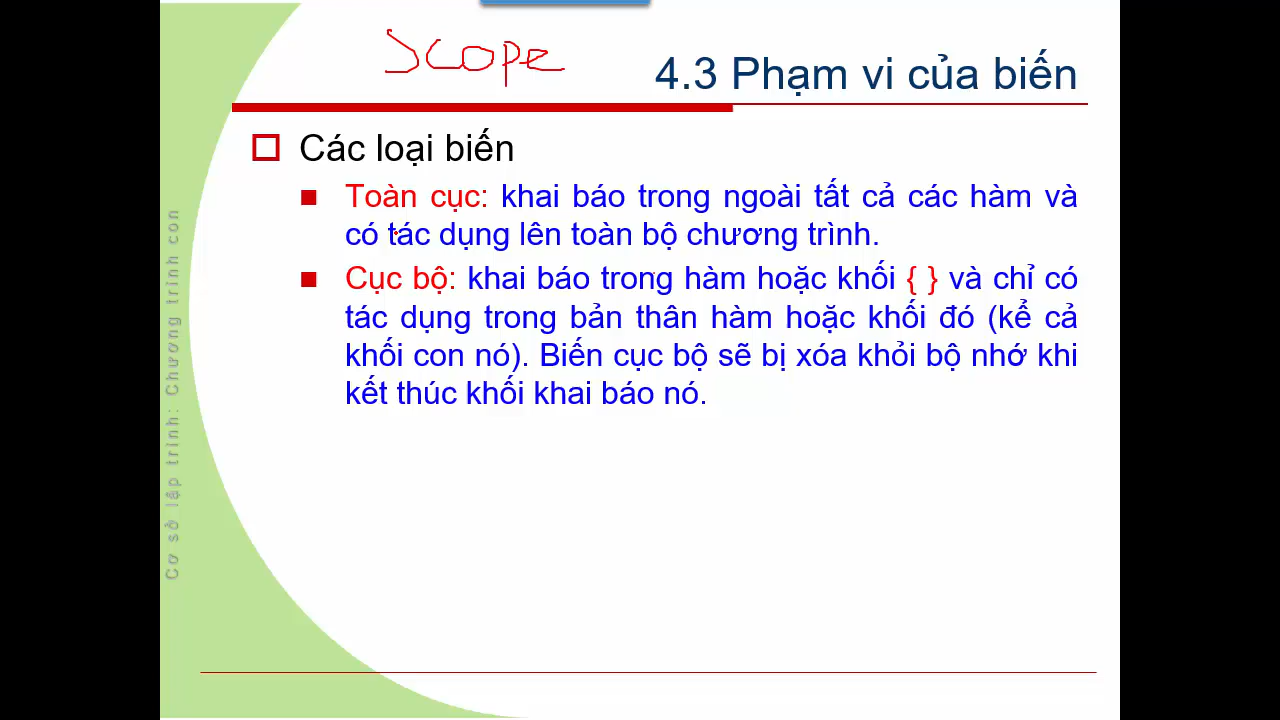 SCOPE
4.3 Phạm vi của biến
Các loại biến
Toàn cục: khai báo trong ngoài tất cả các hàm và
có tác dụng lên toàn bộ chương trình.
Cục bộ: khai báo trong hàm hoặc khối { } và chỉ có
tác dụng trong bản thân hàm hoặc khối đó (kể cả
khối con nó). Biến cục bộ sẽ bị xóa khỏi bộ nhớ khi
kết thúc khối khai báo nó.
Cơ sở lập trình: Chương trình con